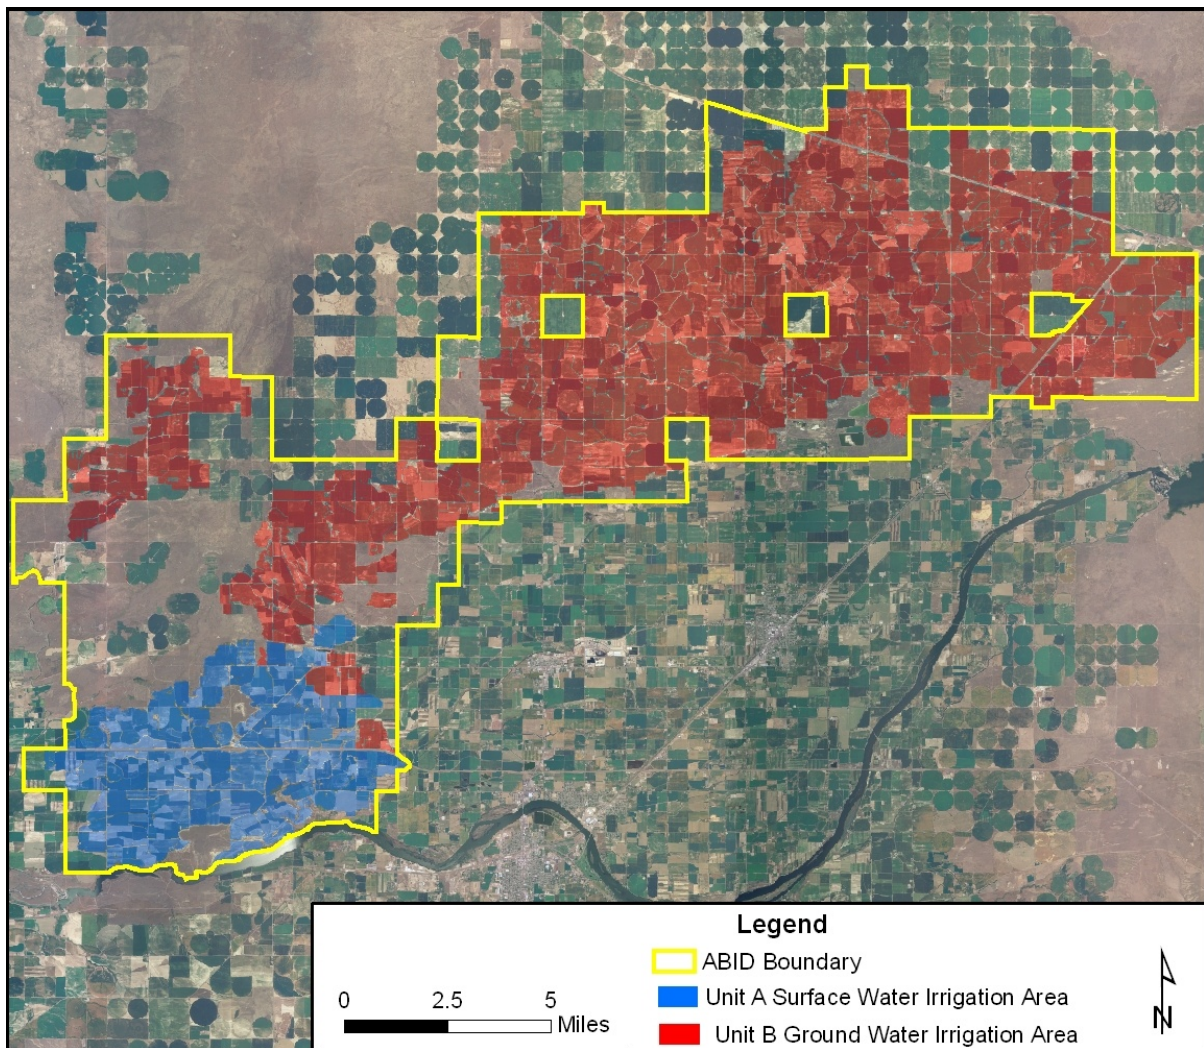 Legend
ABID Boundary
Unit A Surface Water Irrigation Area
Unit B Ground Water Irrigation Area
0 2.5 5
Miles
N